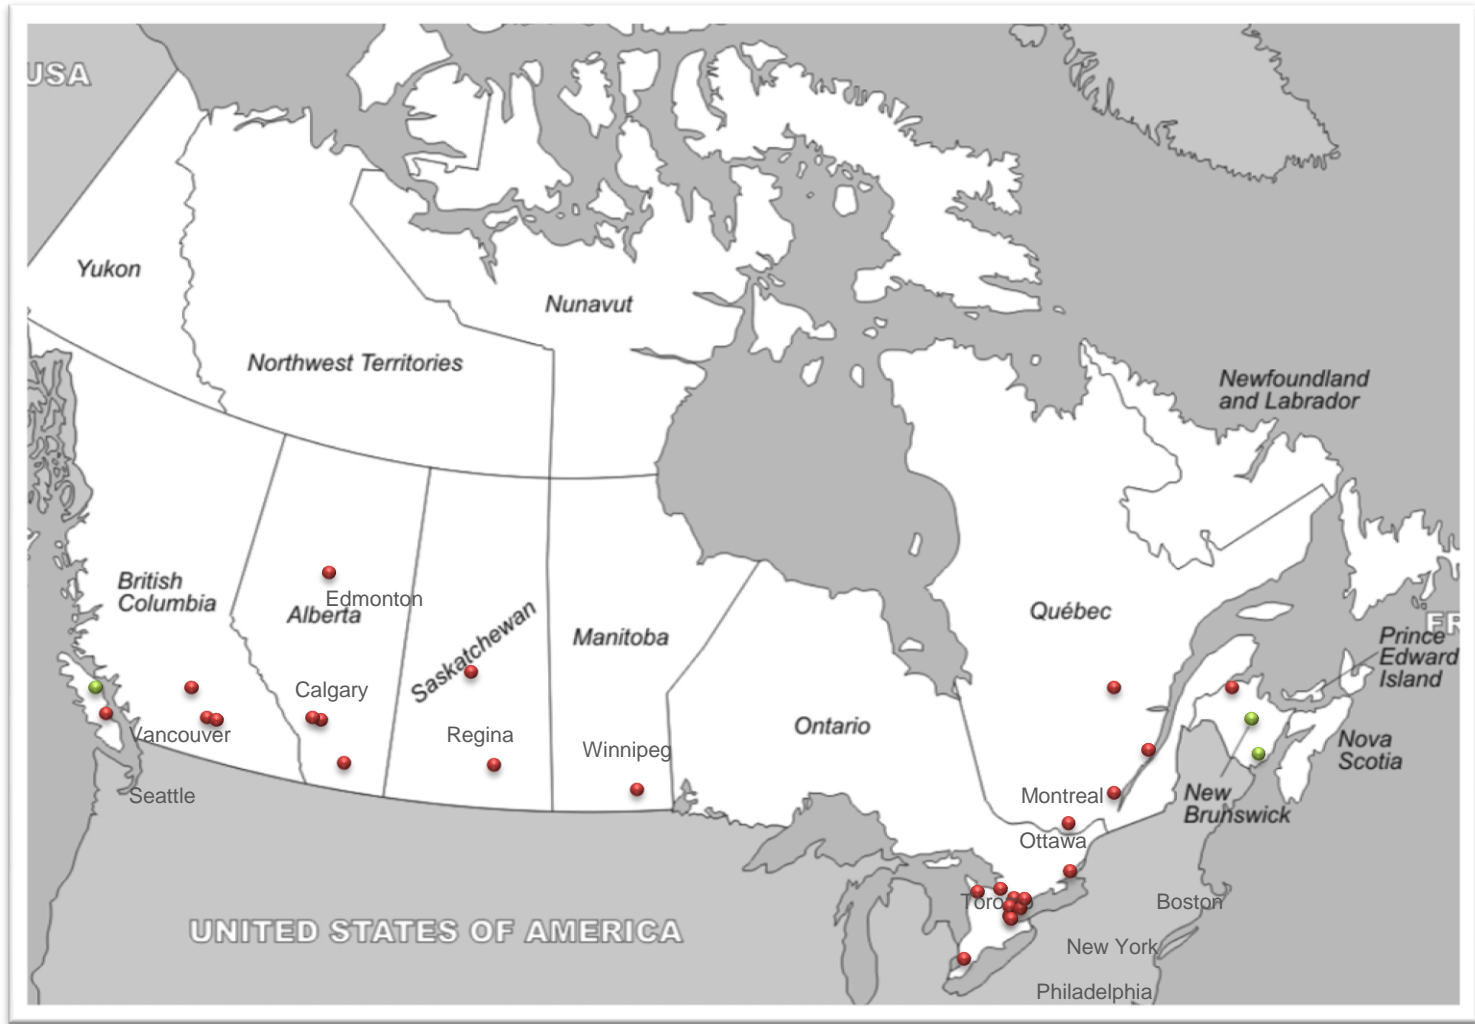 USA
Yukon
Nunavut
Northwest Territories
Newfoundland
and Labrador
British
Columbia
Edmonton
Alberta
Saskatchewan
Manitoba
Québec
FR
Prince
Edward
Island
Calgary
Vancouver
Regina
Winnipeg
Ontario
Nova
Scotia
Seattle
Montreal
New
Brunswick
Ottawa
Toronto
Boston
UNITED STATES OF AMERICA
New York
Philadelphia